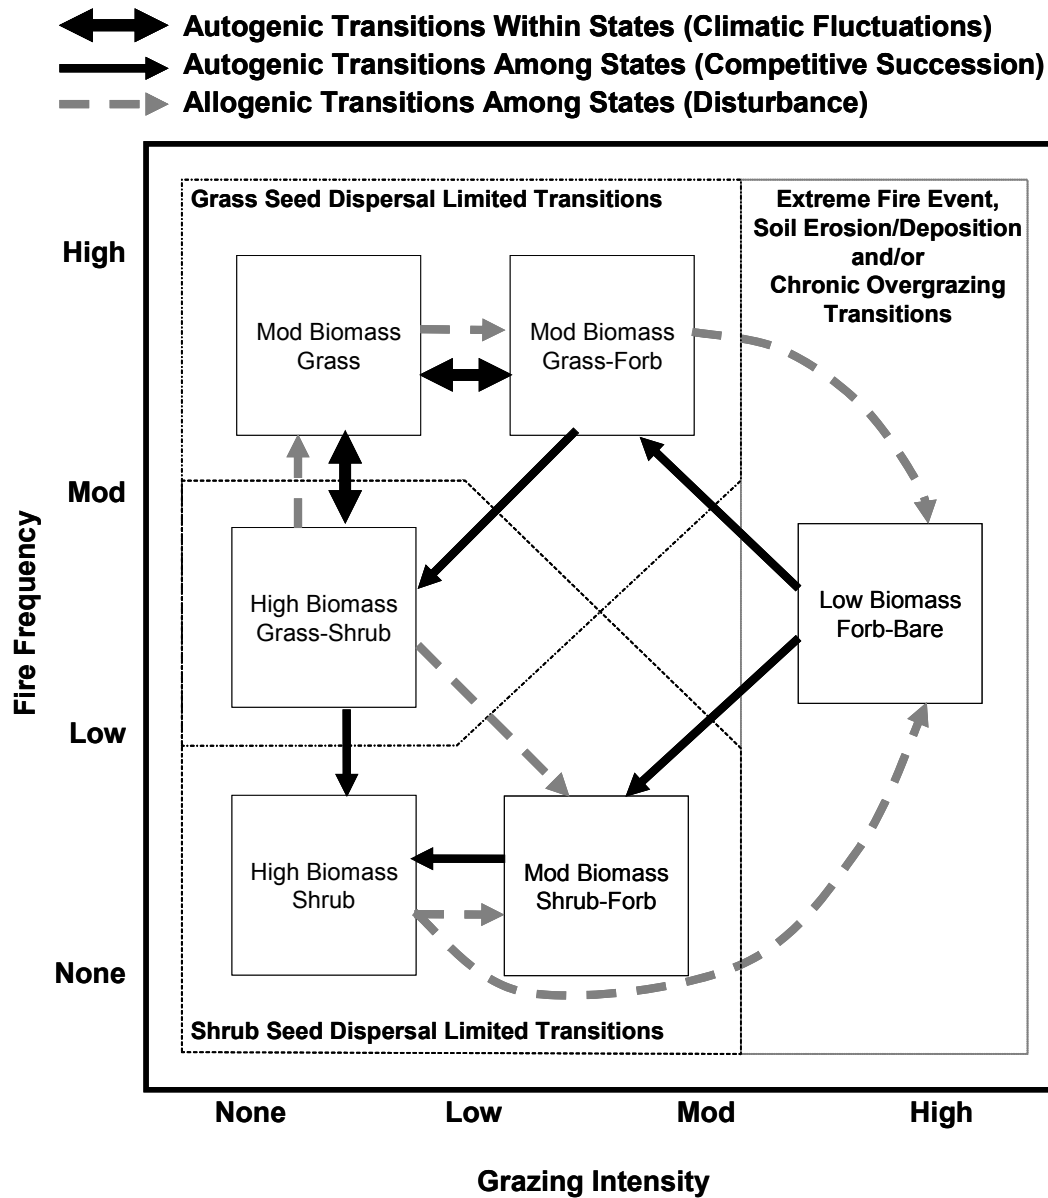 Autogenic Transitions Within States (Climatic Fluctuations)
Autogenic Transitions Among States (Competitive Succession)
Allogenic Transitions Among States (Disturbance)
Grass Seed Dispersal Limited Transitions
Extreme Fire Event,
Soil Erosion/Deposition
and/or
Chronic Overgrazing
Transitions
High
Mod Biomass
Grass
Mod Biomass
Grass-Forb
Mod
High Biomass
Grass-Shrub
Low Biomass
Forb-Bare
Fire Frequency
Low
High Biomass
Shrub
Mod Biomass
Shrub-Forb
None
Shrub Seed Dispersal Limited Transitions
None
Low
Mod
High
Grazing Intensity